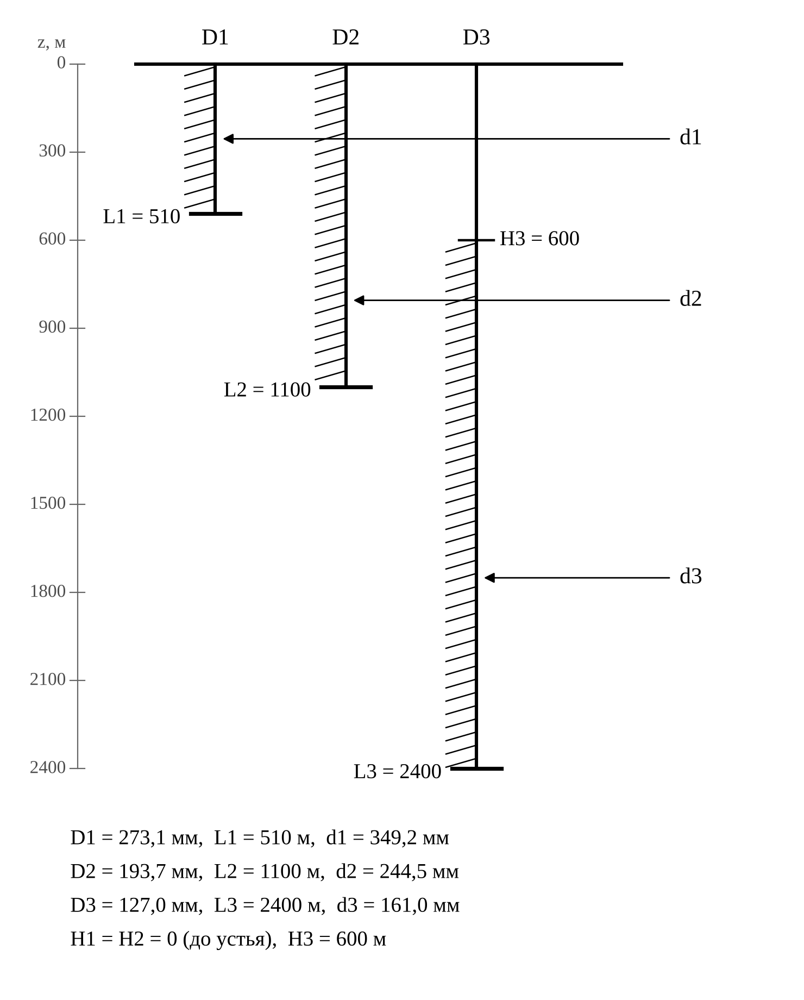 D1 D2 D3
z, м
0
d1
300
L1 = 510
600
H3 = 600
d2
900
L2 = 1100
1200
1500
d3
1800
2100
2400
L3 = 2400
D1 = 273,1 мм, L1 = 510 м, d1 = 349,2 мм
D2 = 193,7 мм, L2 = 1100 м, d2 = 244,5 мм
D3 = 127,0 мм, L3 = 2400 м, d3 = 161,0 мм
H1 = H2 = 0 (до устья), H3 = 600 м